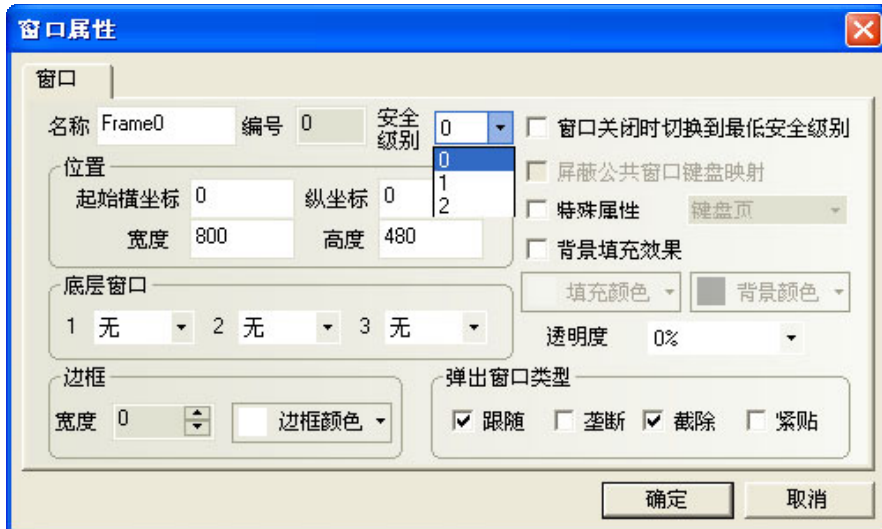 窗口属性
窗口
名称 Frame0 编号 0 安全级别 0 窗口关闭时切换到最低安全级别
0
1
2
位置
屏蔽公共窗口键盘映射
起始横坐标 0 纵坐标 0
特殊属性 键盘页
宽度 800 高度 480
背景填充效果
底层窗口
填充颜色 背景颜色
1 无 2 无 3 无
透明度 0%
边框
弹出窗口类型
宽度 0 边框颜色
跟随 垄断 截除 紧贴
确定 取消